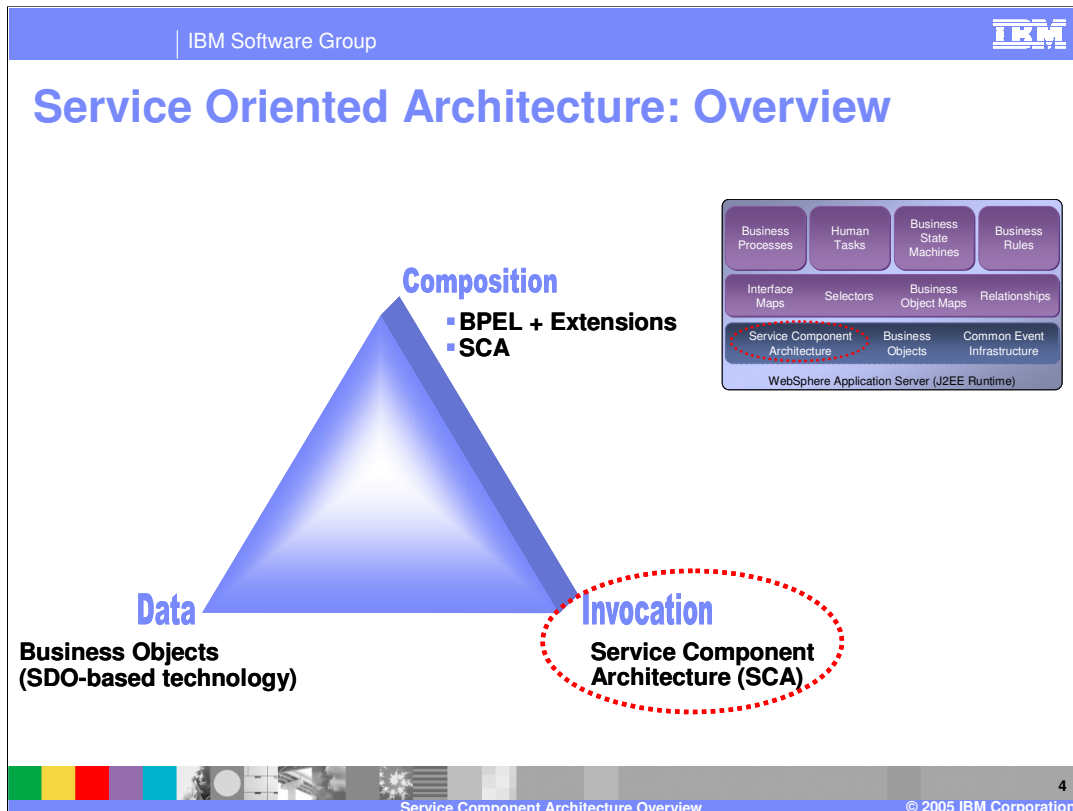 IBM Software Group
IBM
Service Oriented Architecture: Overview
Business Processes
Human Tasks
Business State Machines
Business Rules
Interface Maps
Selectors
Business Object Maps
Relationships
Service Component Architecture
Business Objects
Common Event Infrastructure
WebSphere Application Server (J2EE Runtime)
Composition
BPEL + Extensions
SCA
Data
Business Objects
(SDO-based technology)
Invocation
Service Component
Architecture (SCA)
4
Service Component Architecture Overview
© 2005 IBM Corporation